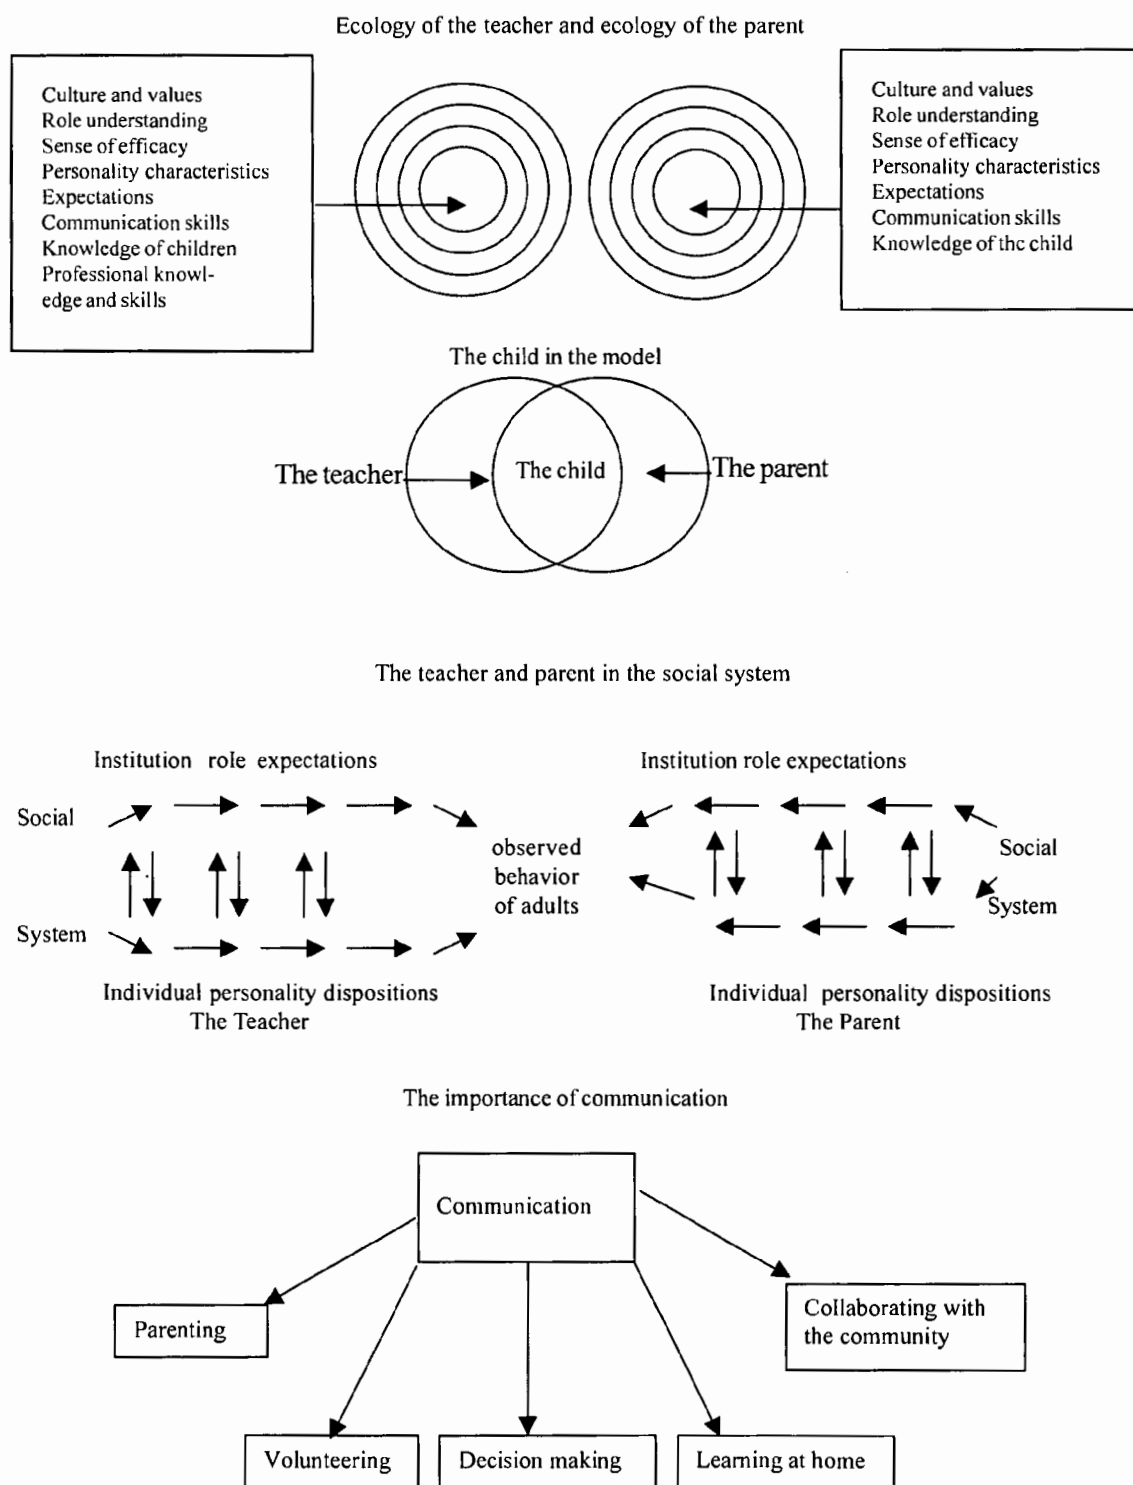 Ecology of the teacher and ecology of the parent
Culture and values
Role understanding
Sense of efficacy
Personality characteristics
Expectations
Communication skills
Knowledge of children
Professional knowl-
edge and skills
Culture and values
Role understanding
Sense of efficacy
Personality characteristics
Expectations
Communication skills
Knowledge of the child
The child in the model
The teacher
The child
The parent
The teacher and parent in the social system
Institution role expectations
Social
System
Individual personality dispositions
The Teacher
observed
behavior
of adults
Institution role expectations
Social
System
Individual personality dispositions
The Parent
The importance of communication
Communication
Parenting
Collaborating with
the community
Volunteering
Decision making
Learning at home